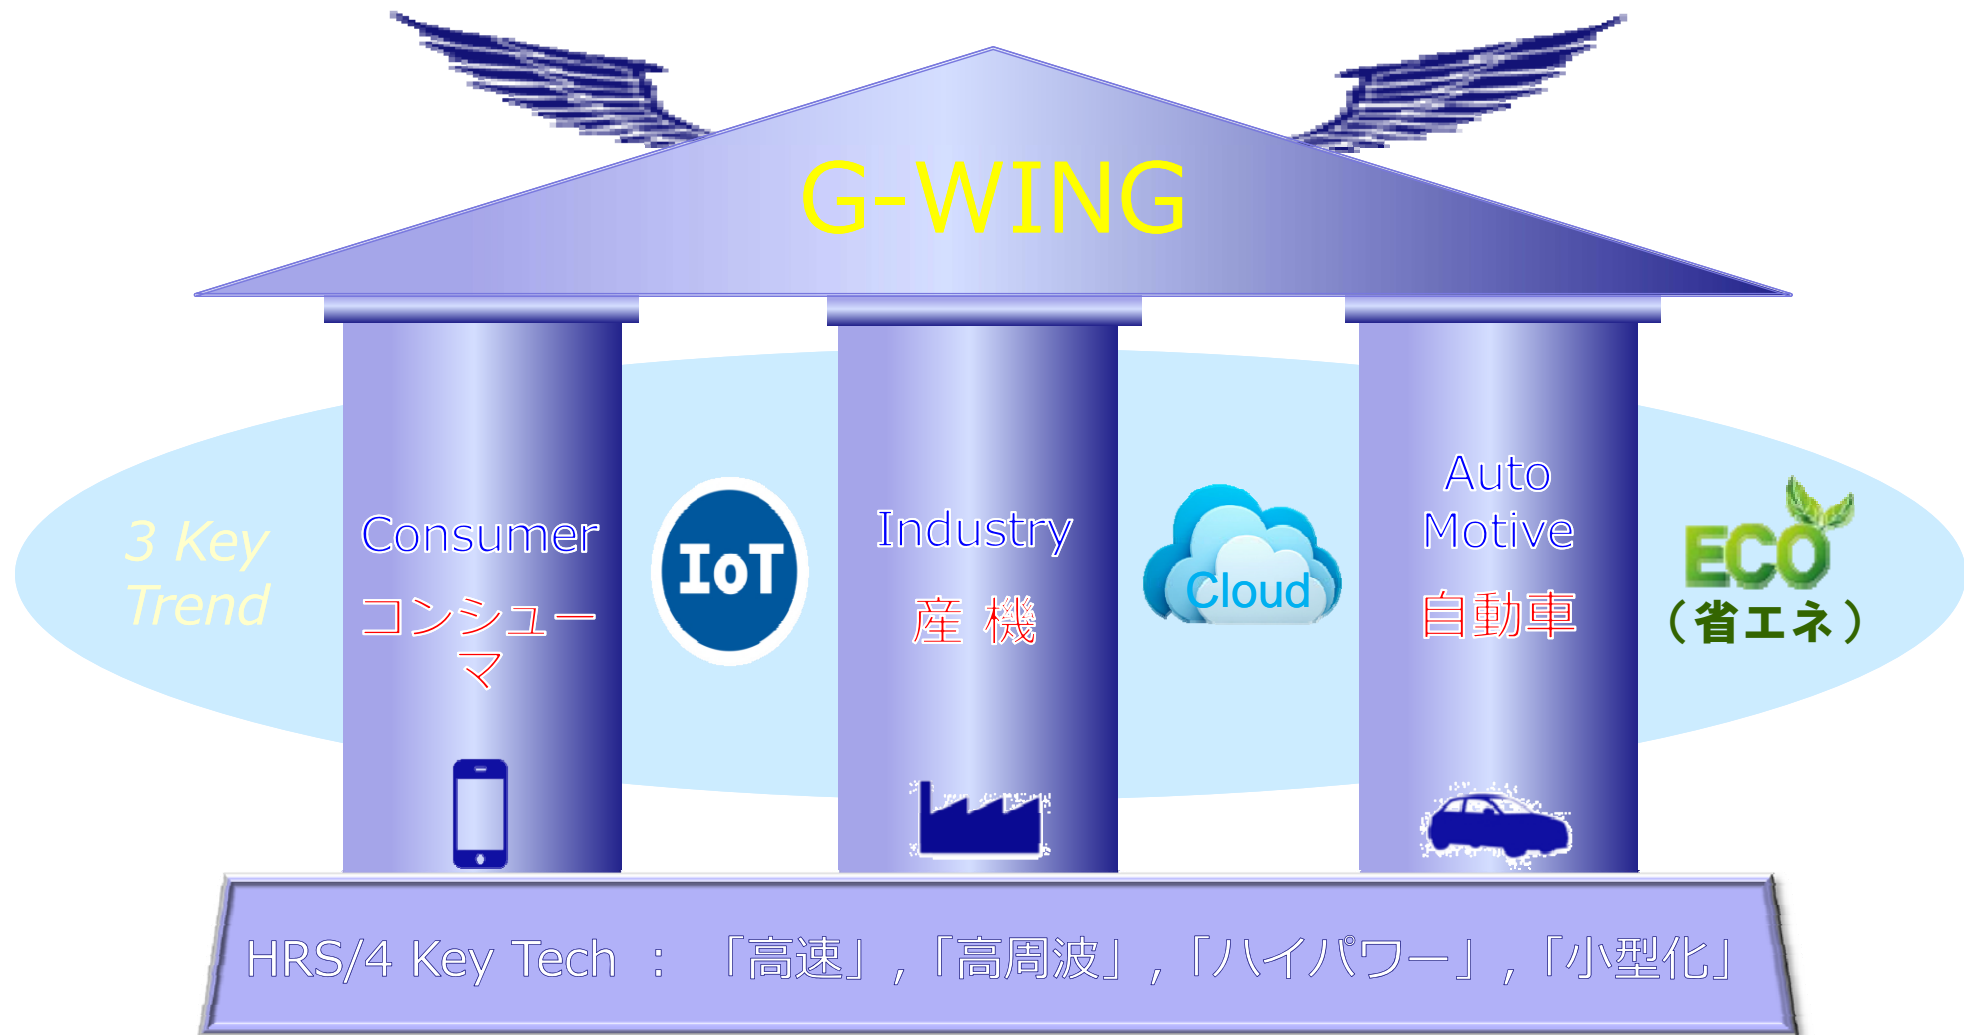 G-WING
3 Key
Trend
Consumer
コンシュー
マ
IoT
Industry
産 機
Cloud
Auto
Motive
自動車
ECO
（省エネ）
HRS/4 Key Tech ： 「高速」,「高周波」,「ハイパワー」,「小型化」